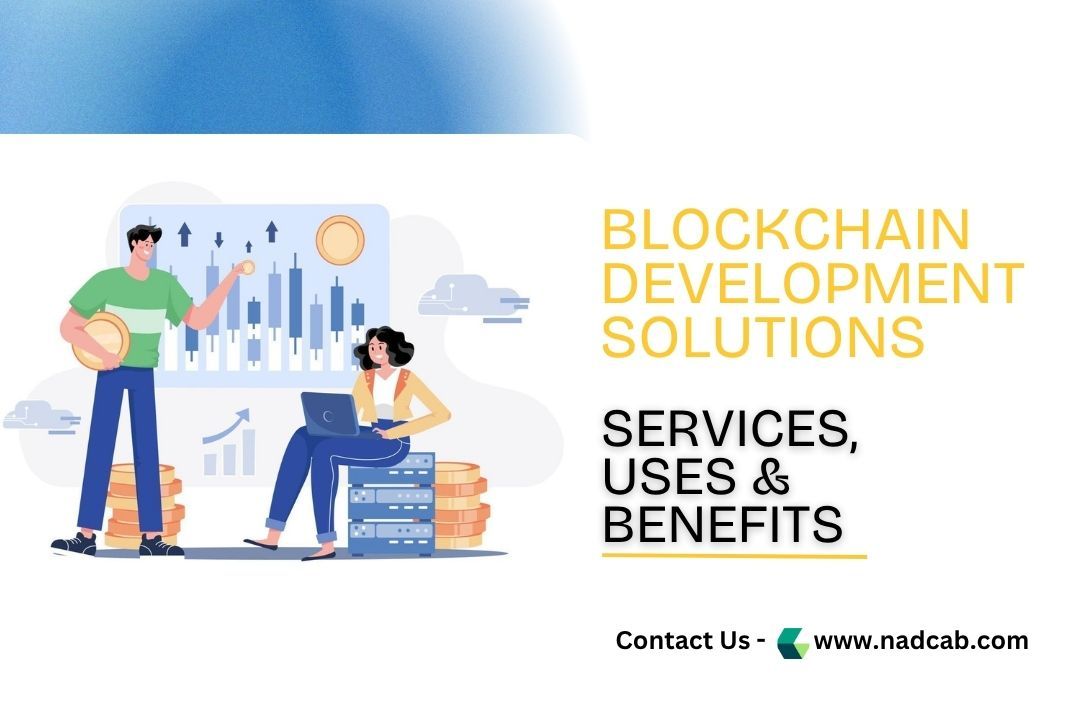 BLOCKCHAIN
DEVELOPMENT
SOLUTIONS
SERVICES,
USES &
BENEFITS
Contact Us - www.nadcab.com